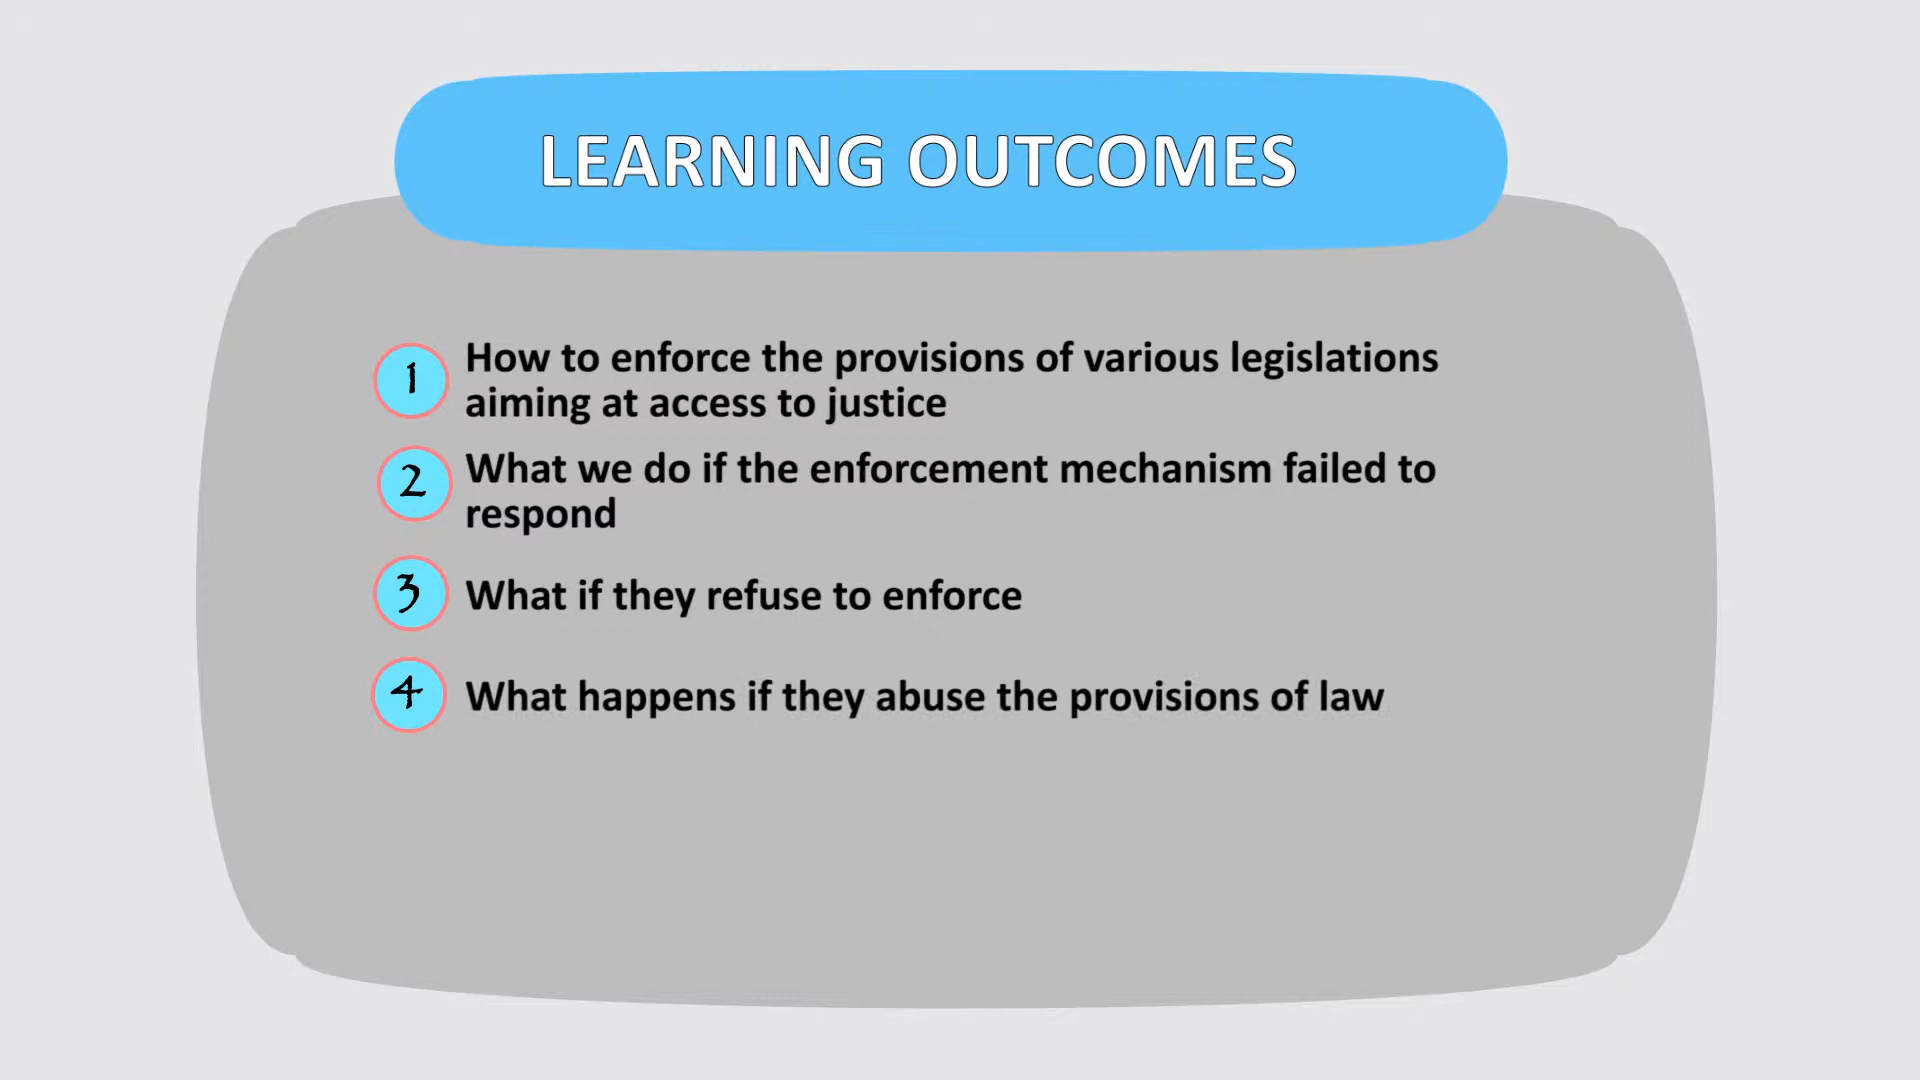 LEARNING OUTCOMES
1 How to enforce the provisions of various legislations
aiming at access to justice
2 What we do if the enforcement mechanism failed to
respond
3 What if they refuse to enforce
4 What happens if they abuse the provisions of law